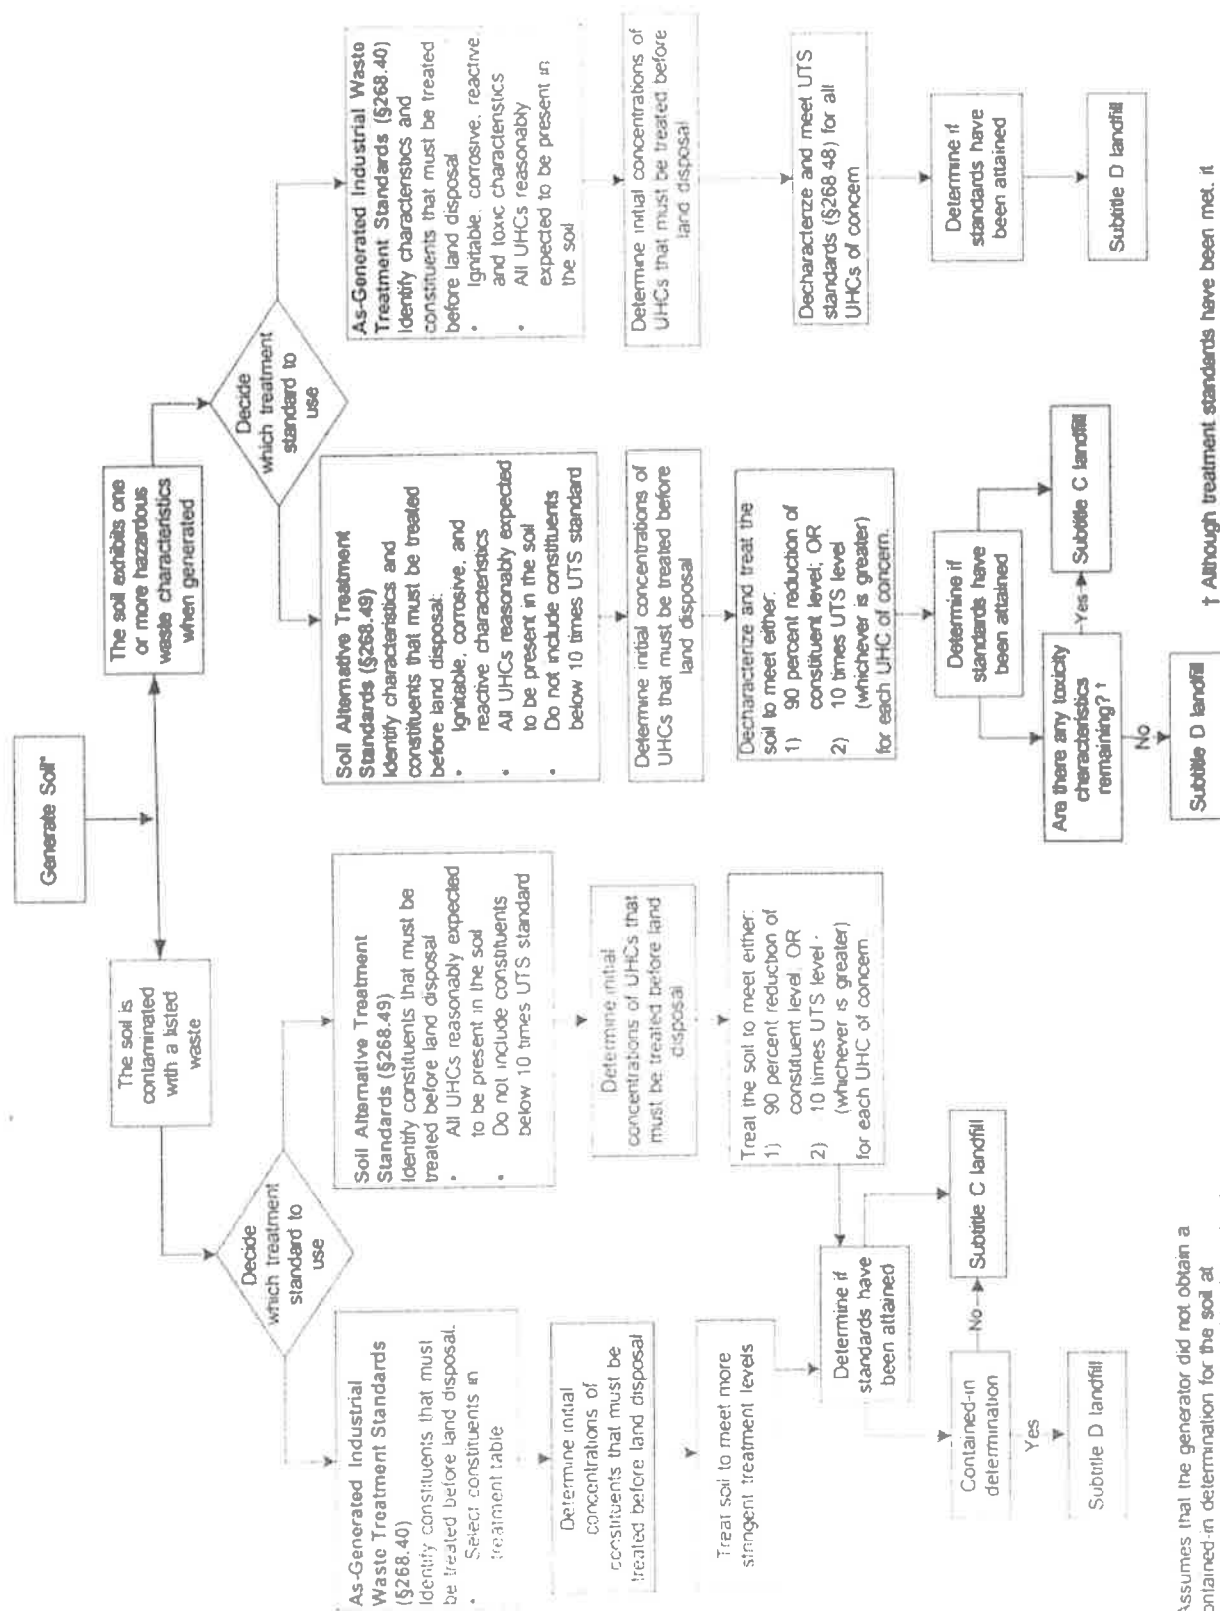 Generate Soil*
The soil is
contaminated
with a listed
waste
The soil exhibits one
or more hazardous
waste characteristics
when generated
Decide
which treatment
standard to
use
Decide
which treatment
standard to
use
As-Generated Industrial
Waste Treatment Standards
(§268.40)
Identify constituents that must
be treated before land disposal.
• Select constituents in
treatment table
Soil Alternative Treatment
Standards (§268.49)
Identify constituents that must be
treated before land disposal
• All UHCs reasonably expected
to be present in the soil
• Do not include constituents
below 10 times UTS standard
Soil Alternative Treatment
Standards (§268.49)
Identify characteristics and
constituents that must be treated
before land disposal:
• Ignitable, corrosive, and
reactive characteristics
• All UHCs reasonably expected
to be present in the soil
• Do not include constituents
below 10 times UTS standard
As-Generated Industrial Waste
Treatment Standards (§268.40)
Identify characteristics and
constituents that must be treated
before land disposal
• Ignitable, corrosive, reactive
and toxic characteristics
• All UHCs reasonably
expected to be present in
the soil
Determine initial
concentrations of
constituents that must be
treated before land disposal
Determine initial
concentrations of UHCs that
must be treated before land
disposal
Determine initial concentrations of
UHCs that must be treated before
land disposal
Determine initial concentrations of
UHCs that must be treated before
land disposal
Treat soil to meet more
stringent treatment levels
Treat the soil to meet either:
1) 90 percent reduction of
constituent level, OR
2) 10 times UTS level
(whichever is greater)
for each UHC of concern
Decharacterize and treat the
soil to meet either:
1) 90 percent reduction of
constituent level; OR
2) 10 times UTS level
(whichever is greater)
for each UHC of concern.
Decharacterize and meet UTS
standards (§268 48) for all
UHCs of concern
Determine if
standards have
been attained
Determine if
standards have
been attained
Determine if
standards have
been attained
Contained-in
determination
No
Subtitle C landfill
Yes
Subtitle D landfill
Are there any toxicity
characteristics
remaining? †
Yes
Subtitle C landfill
No
Subtitle D landfill
Subtitle D landfill
Assumes that the generator did not obtain a
ontained-in determination for the soil at
† Although treatment standards have been met, it